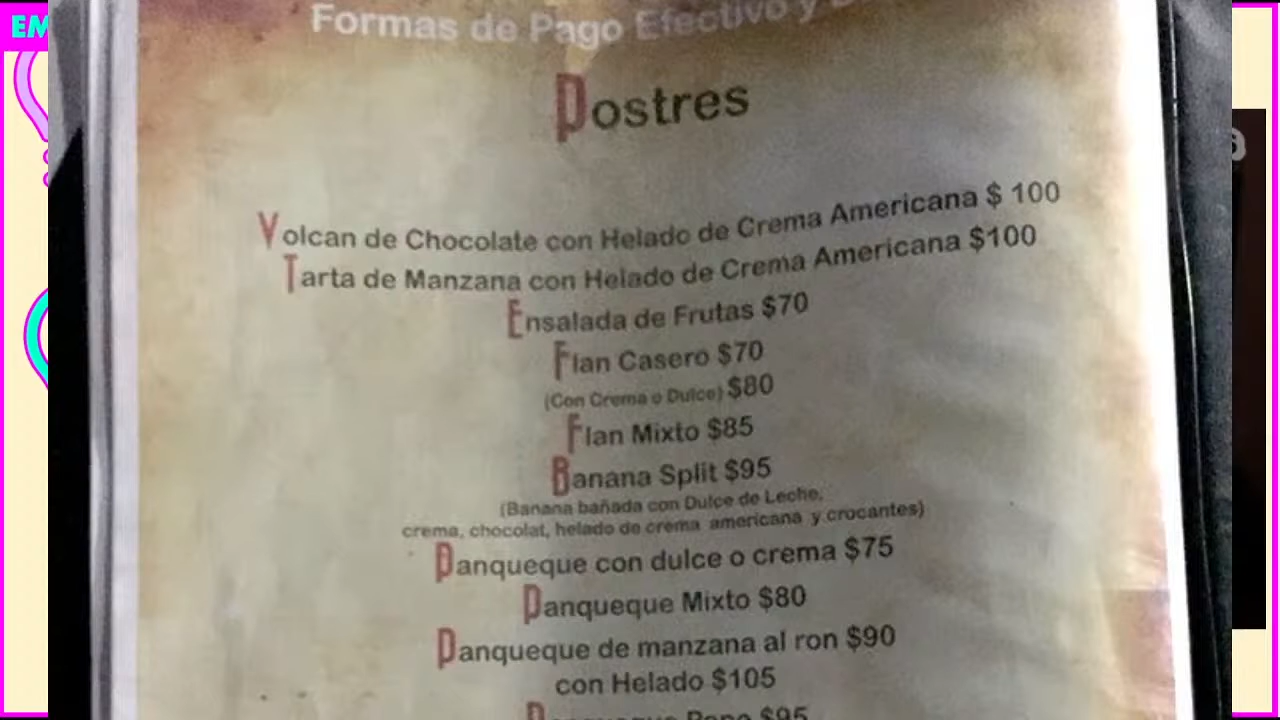 EM
Formas de Pago Efectivo y
Postres
Volcan de Chocolate con Helado de Crema Americana $ 100
Tarta de Manzana con Helado de Crema Americana $100
Ensalada de Frutas $70
Flan Casero $70
(Con Crema o Dulce) $80
Flan Mixto $85
Banana Split $95
(Banana bañada con Dulce de Leche,
crema, chocolat, helado de crema americana y crocantes)
Panqueque con dulce o crema $75
Panqueque Mixto $80
Panqueque de manzana al ron $90
con Helado $105
$95
a